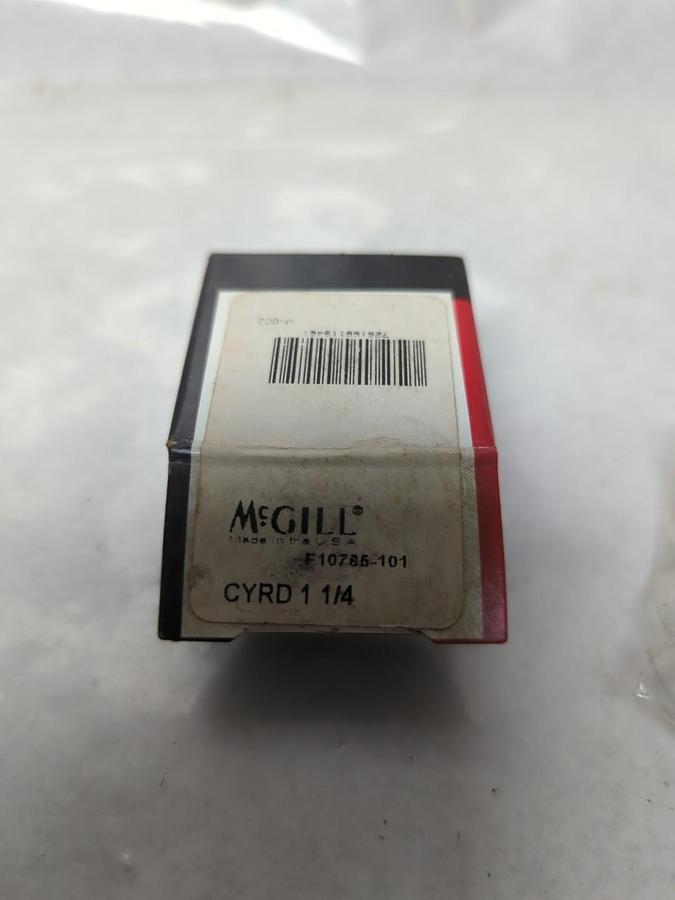 McGILL®
Made in the U.S.A.
F10785-101
CYRD 1 1/4